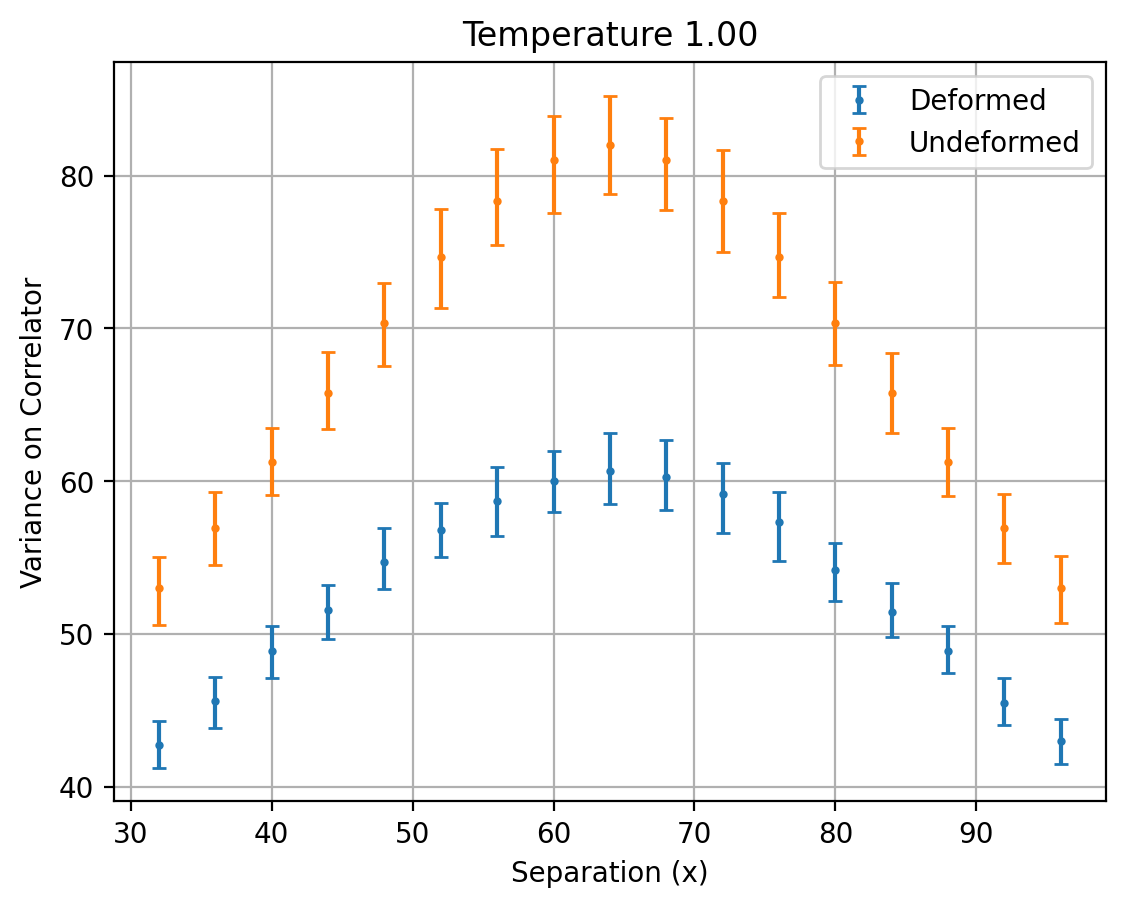 Temperature 1.00
Deformed
Undeformed
Variance on Correlator
80
70
60
50
40
30 40 50 60 70 80 90
Separation (x)